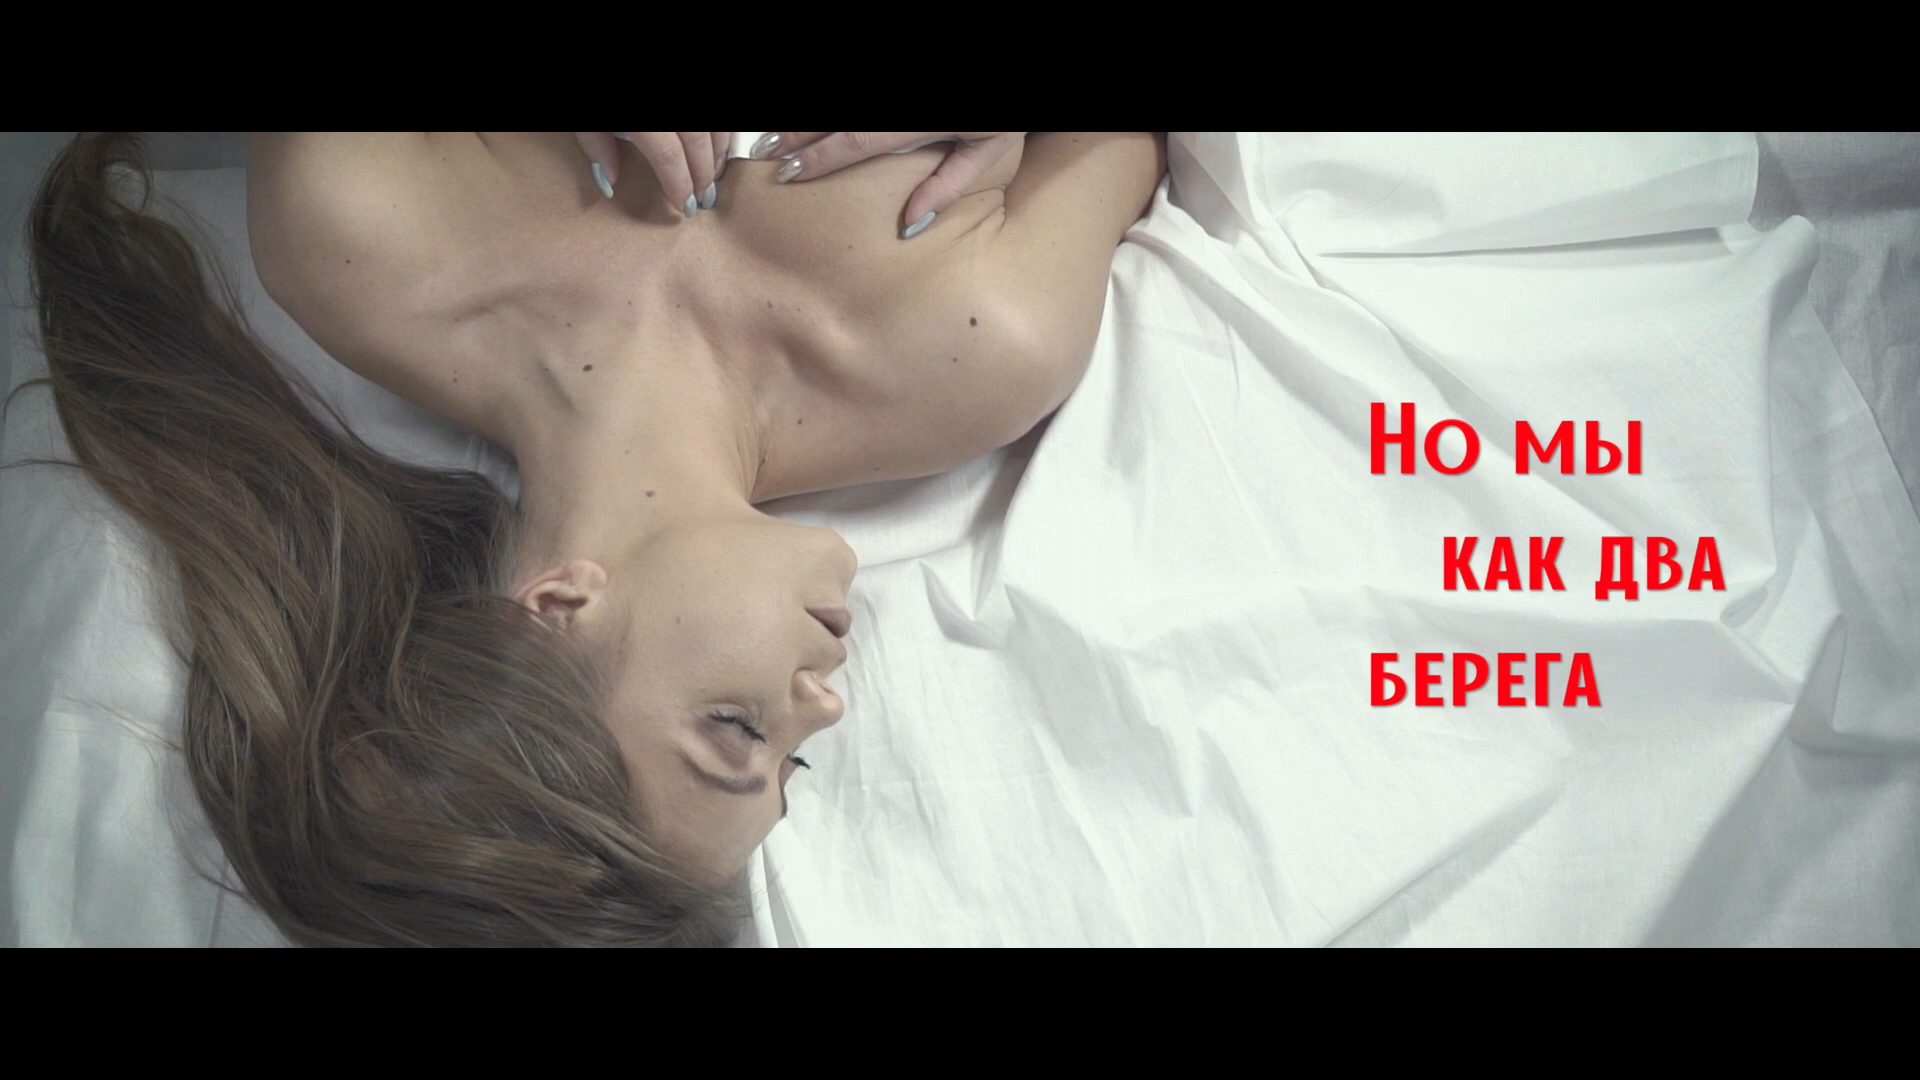 Но мы
как два
берега